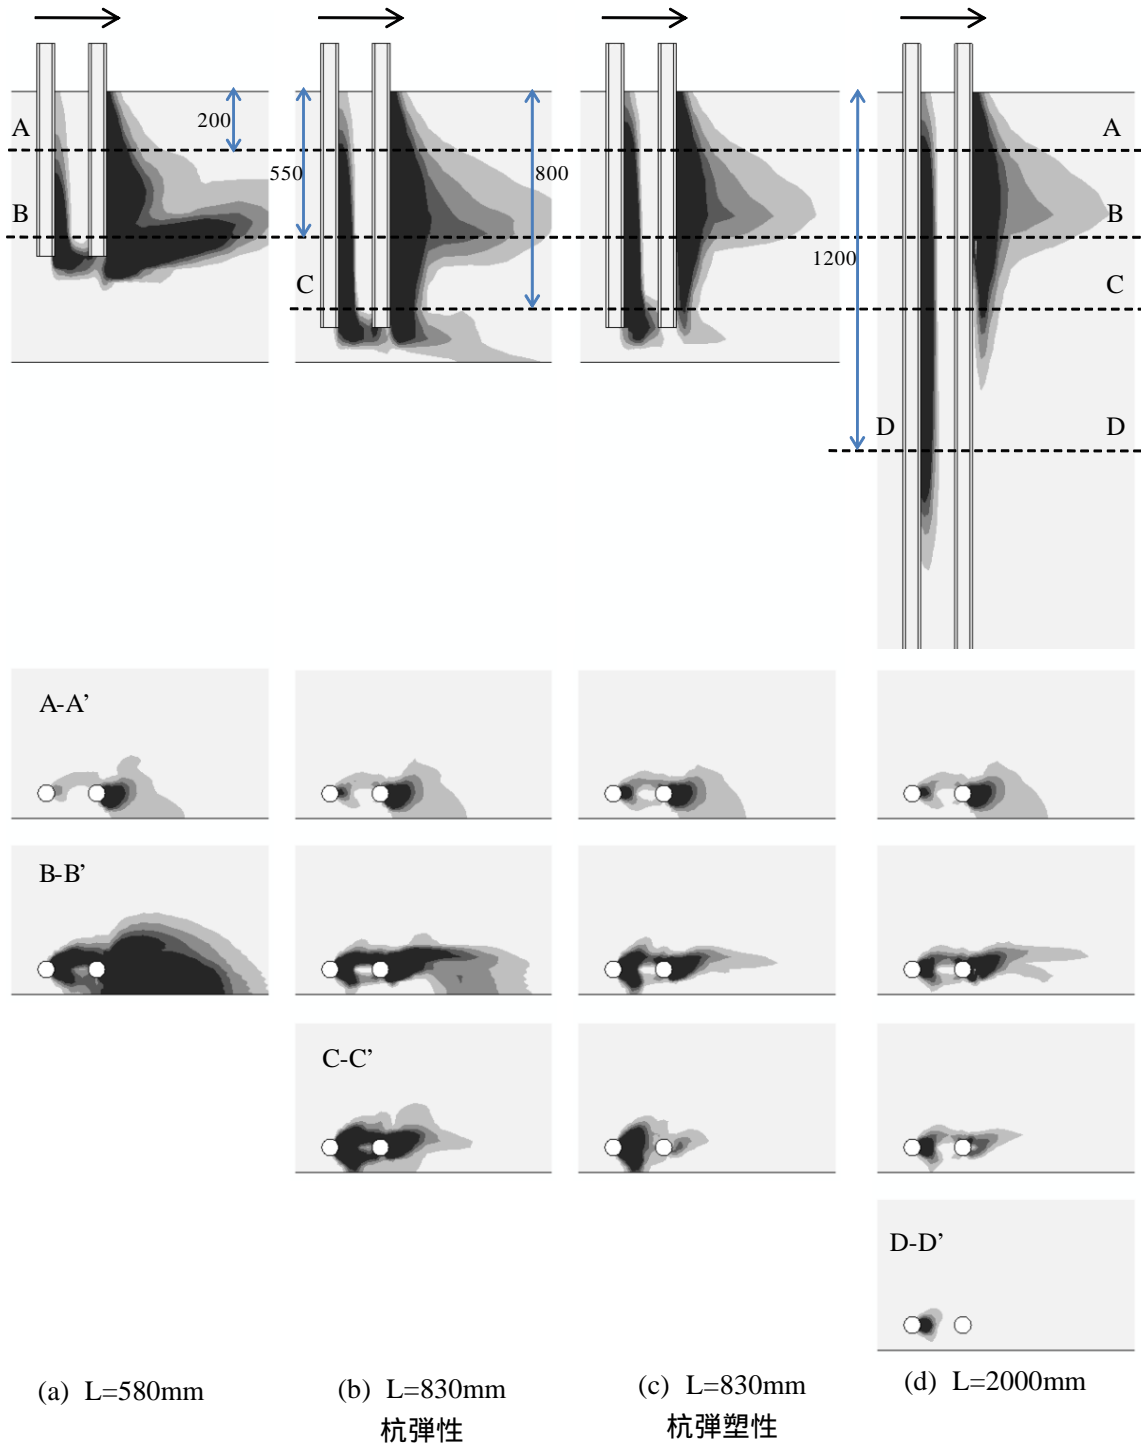 200
A
A
550
800
B
B
1200
C
C
D
D
A-A’
B-B’
C-C’
D-D’
(a) L=580mm
(b) L=830mm
杭弾性
(c) L=830mm
杭弾塑性
(d) L=2000mm